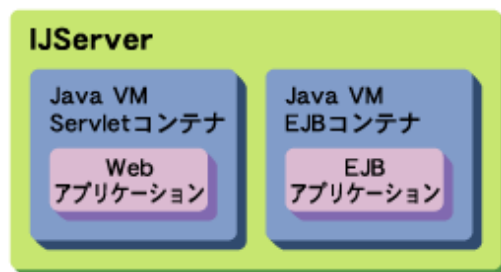 IJServer
Java VM
Servletコンテナ
Web
アプリケーション
Java VM
EJBコンテナ
EJB
アプリケーション